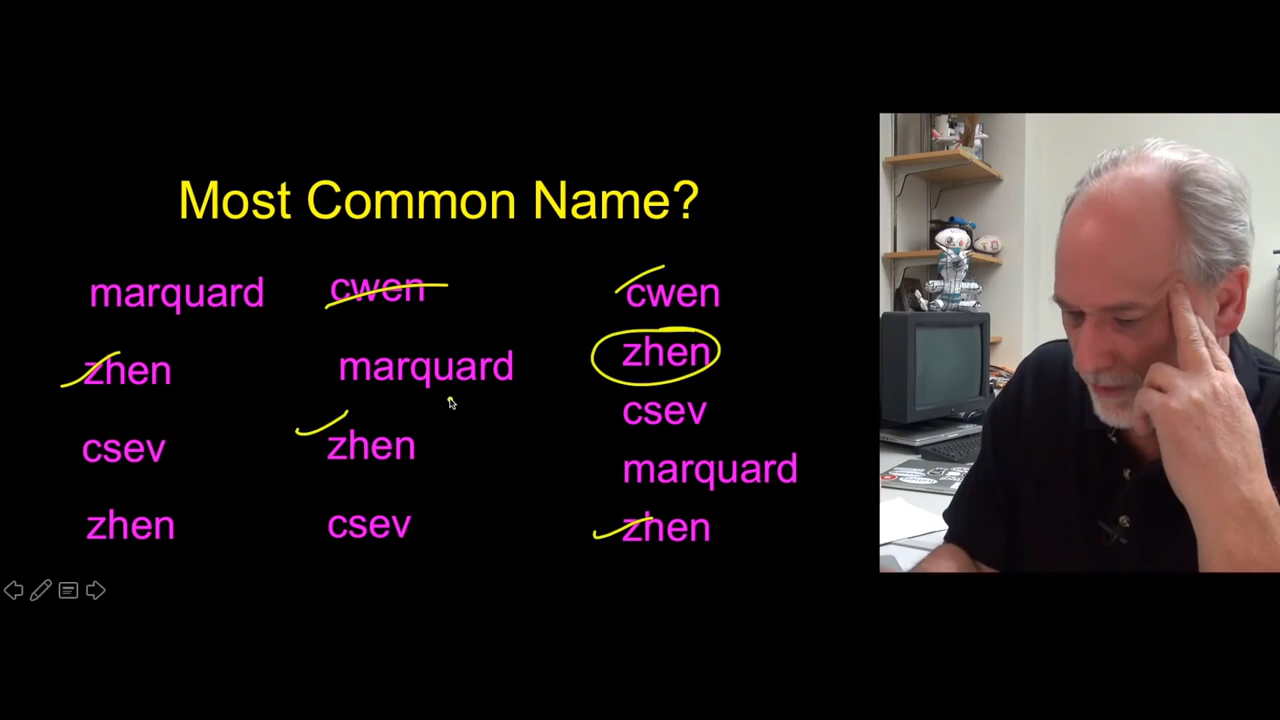 Most Common Name?
marquard cwen cwen
zhen marquard zhen
csev zhen csev
zhen csev marquard
zhen